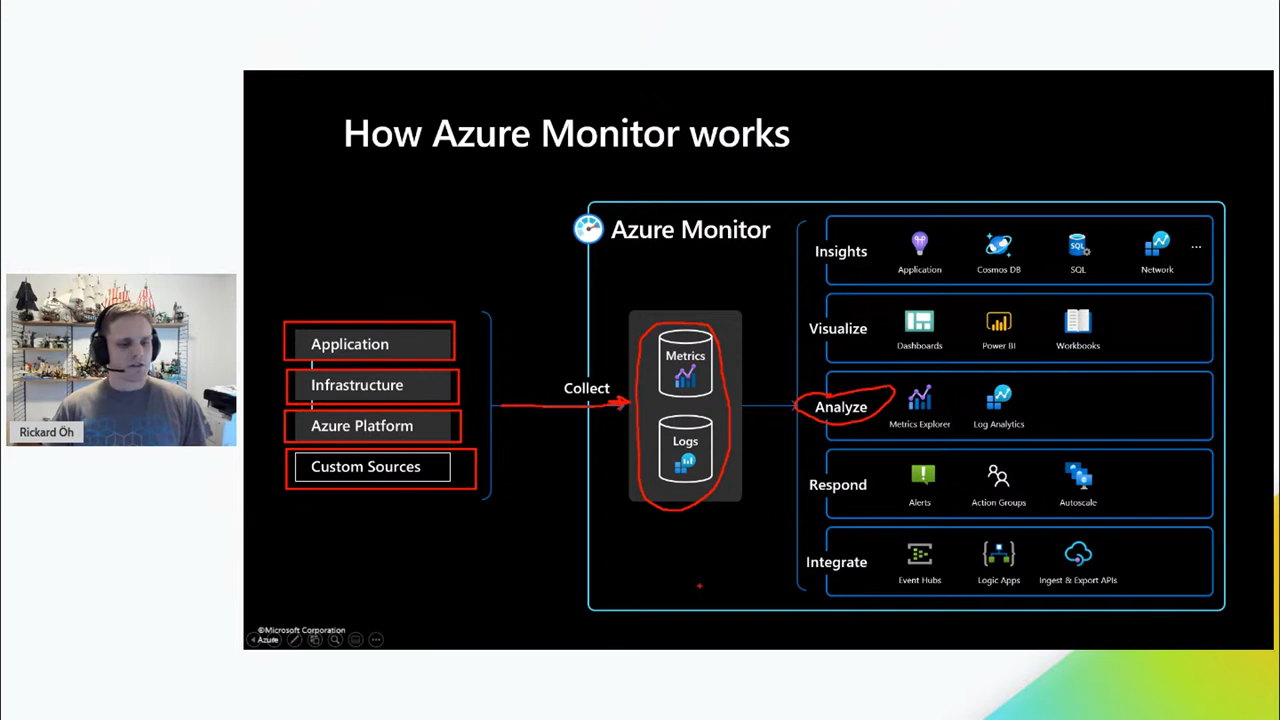 How Azure Monitor works
Azure Monitor
Application
Infrastructure
Azure Platform
Custom Sources
Collect
Metrics
Logs
Insights
Application
Cosmos DB
SQL
SQL
Network
...
Visualize
Dashboards
Power BI
Workbooks
Analyze
Metrics Explorer
Log Analytics
Respond
Alerts
Action Groups
Autoscale
Integrate
Event Hubs
Logic Apps
Ingest & Export APIs
Rickard Öh
©Microsoft Corporation
Azure